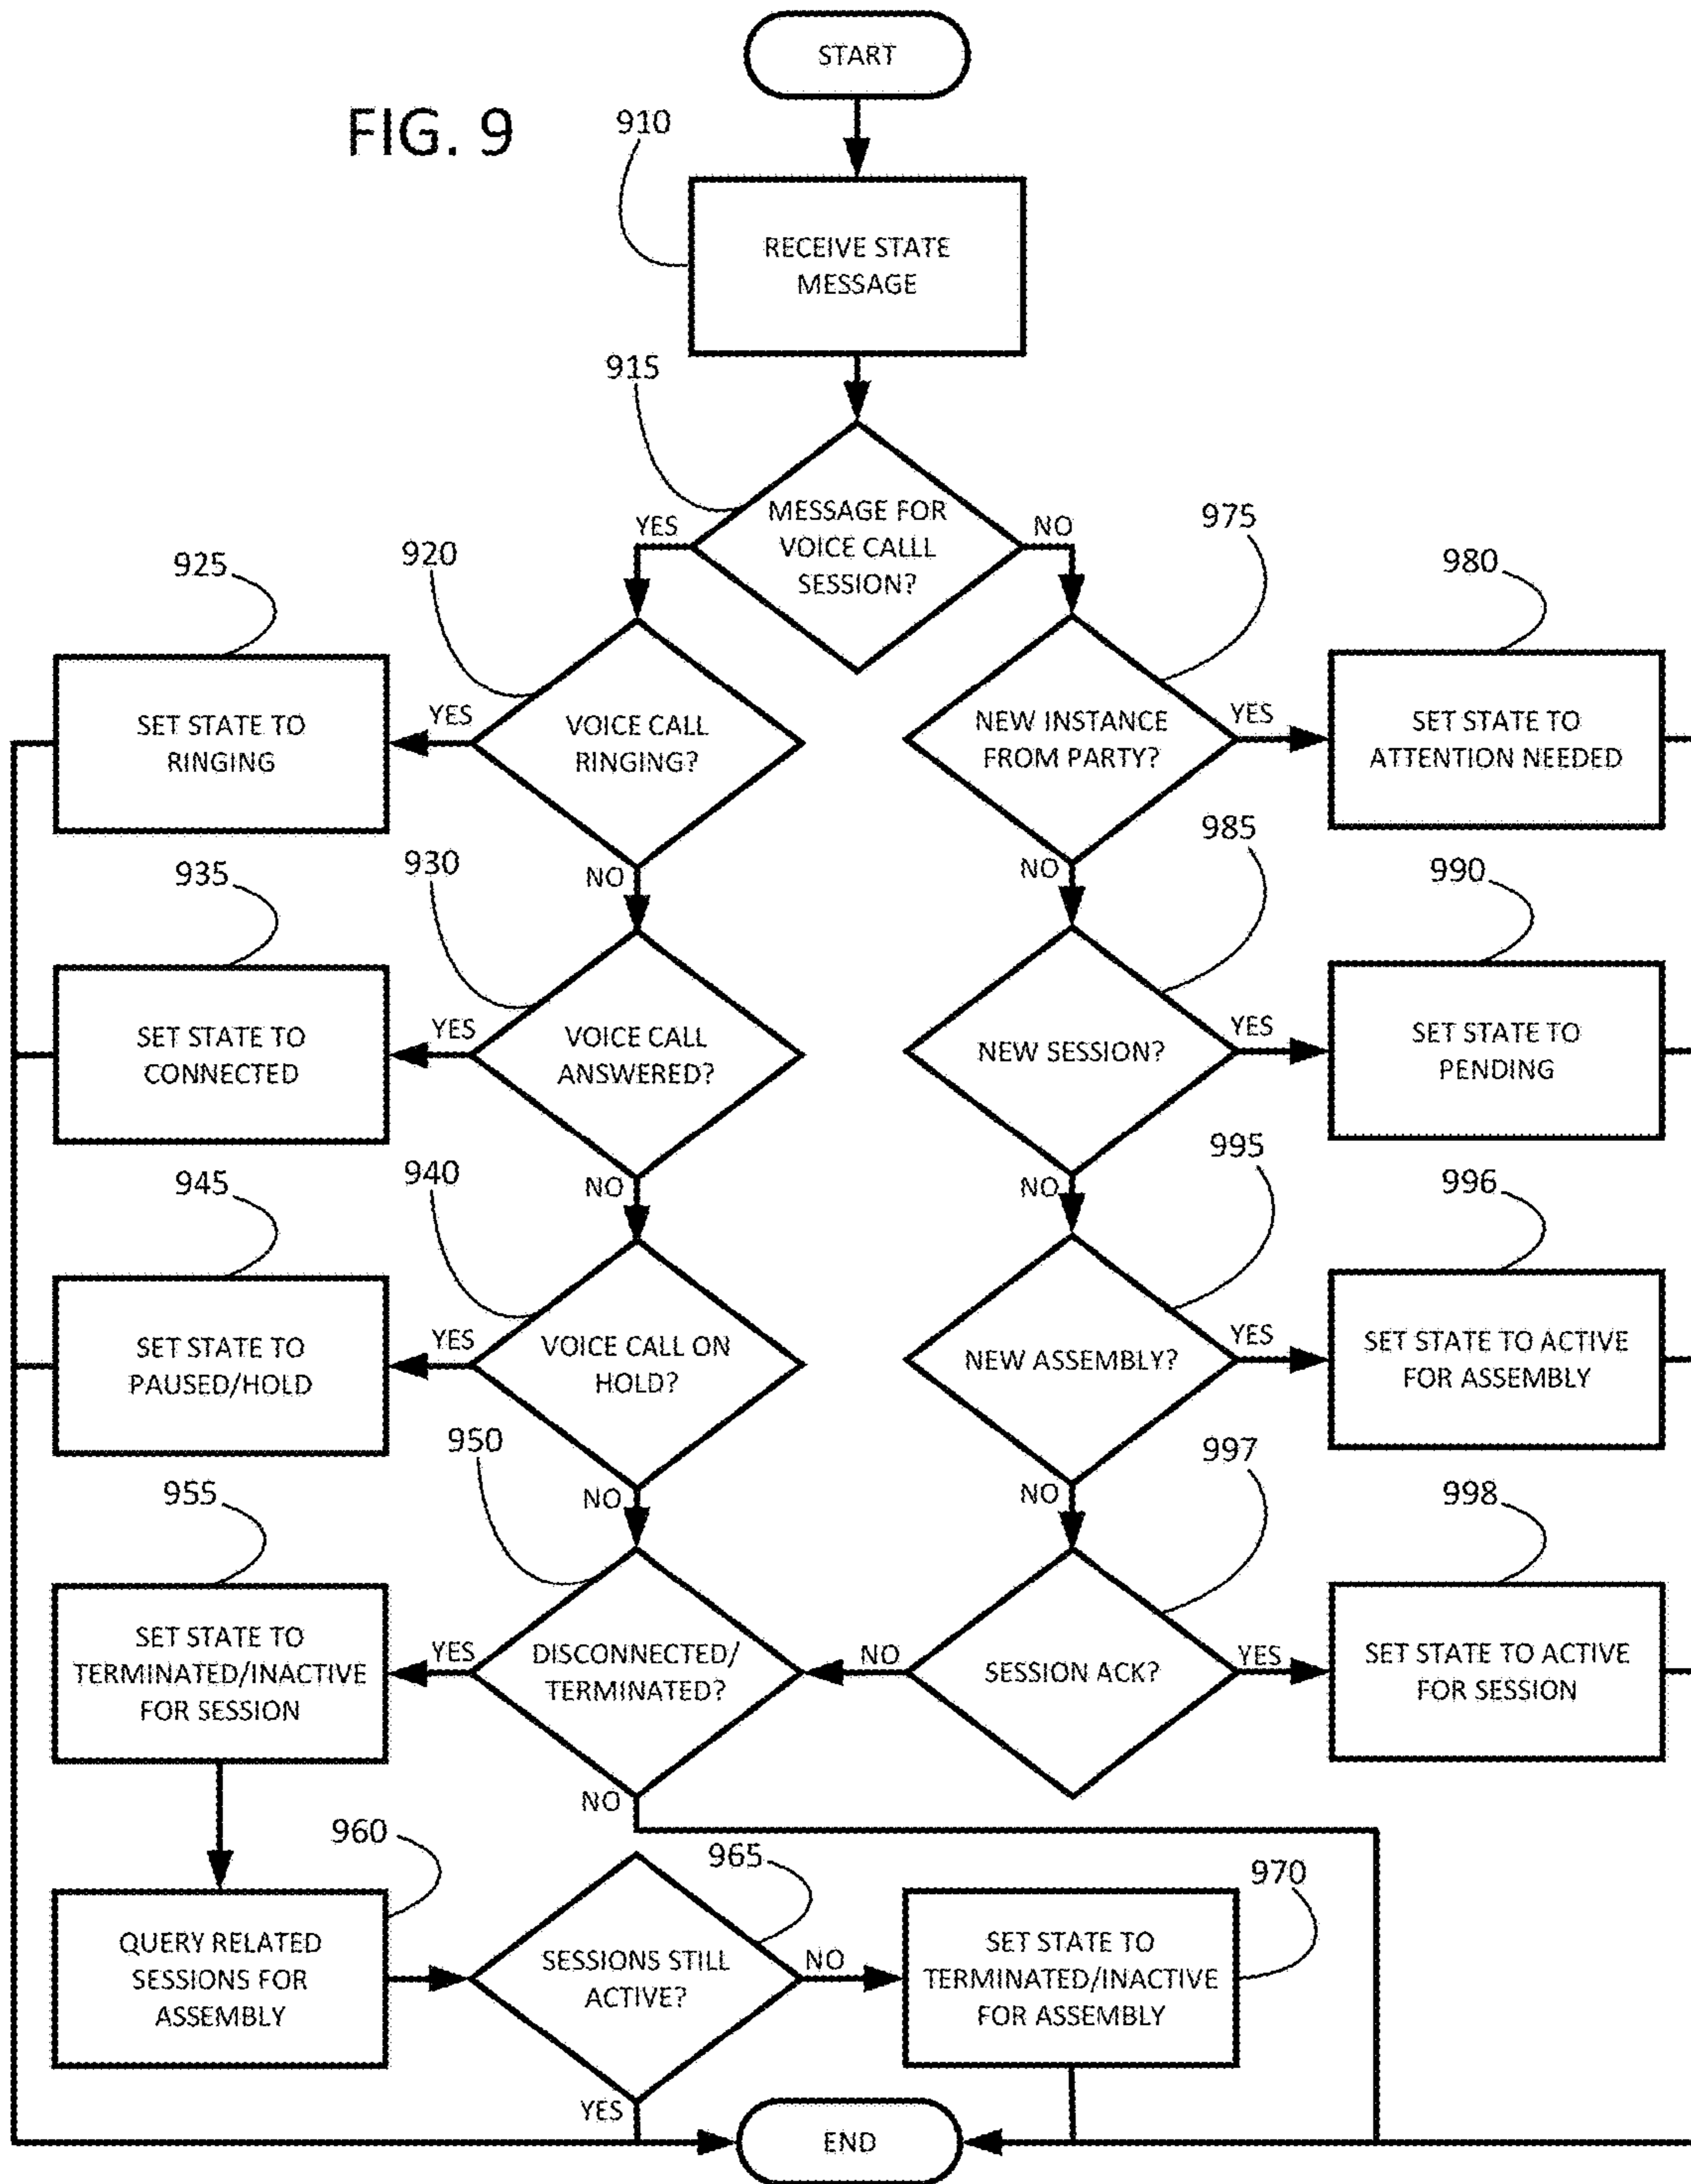 START
FIG. 9
910
RECEIVE STATE
MESSAGE
915
MESSAGE FOR
VOICE CALLL
SESSION?
YES
NO
975
920
925
980
SET STATE TO
RINGING
YES
VOICE CALL
RINGING?
NEW INSTANCE
FROM PARTY?
YES
SET STATE TO
ATTENTION NEEDED
NO
NO
985
930
935
990
SET STATE TO
CONNECTED
YES
VOICE CALL
ANSWERED?
NEW SESSION?
YES
SET STATE TO
PENDING
NO
NO
995
940
945
996
SET STATE TO
PAUSED/HOLD
YES
VOICE CALL ON
HOLD?
NEW ASSEMBLY?
YES
SET STATE TO ACTIVE
FOR ASSEMBLY
950
997
NO
NO
955
998
SET STATE TO
TERMINATED/INACTIVE
FOR SESSION
YES
DISCONNECTED/
TERMINATED?
NO
SESSION ACK?
YES
SET STATE TO ACTIVE
FOR SESSION
NO
960
965
970
QUERY RELATED
SESSIONS FOR
ASSEMBLY
SESSIONS STILL
ACTIVE?
NO
SET STATE TO
TERMINATED/INACTIVE
FOR ASSEMBLY
YES
END